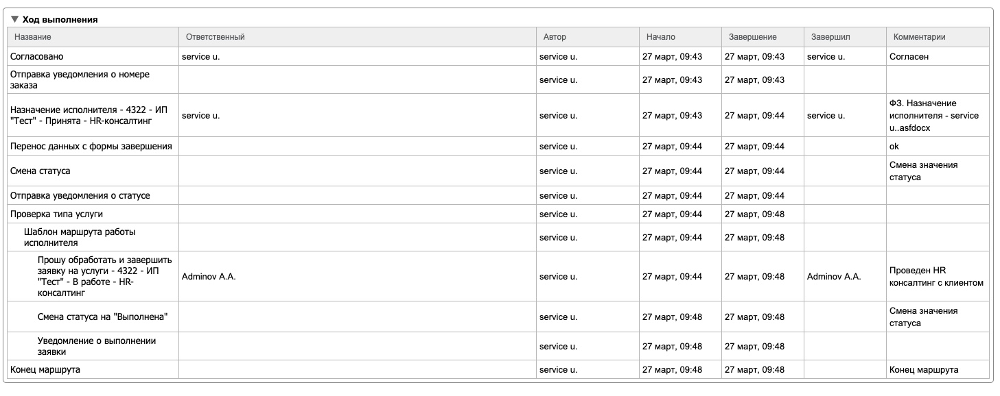 Ход выполнения
Название Ответственный Автор Начало Завершение Завершил Комментарии
Согласовано service u. service u. 27 март, 09:43 27 март, 09:43 service u. Согласен
Отправка уведомления о номере
заказа service u. 27 март, 09:43 27 март, 09:43
Назначение исполнителя - 4322 - ИП
"Тест" - Принята - HR-консалтинг service u. service u. 27 март, 09:43 27 март, 09:44 service u. ФЗ. Назначение
исполнителя - service
u..asfdocx
Перенос данных с формы завершения service u. 27 март, 09:44 27 март, 09:44 ok
Смена статуса service u. 27 март, 09:44 27 март, 09:44 Смена значения
статуса
Отправка уведомления о статусе service u. 27 март, 09:44 27 март, 09:44
Проверка типа услуги service u. 27 март, 09:44 27 март, 09:48
Шаблон маршрута работы
исполнителя service u. 27 март, 09:44 27 март, 09:48
Прошу обработать и завершить
заявку на услуги - 4322 - ИП
"Тест" - В работе - HR-
консалтинг Adminov A.A. service u. 27 март, 09:44 27 март, 09:48 Adminov A.A. Проведен HR
консалтинг с клиентом
Смена статуса на "Выполнена" service u. 27 март, 09:48 27 март, 09:48 Смена значения
статуса
Уведомление о выполнении
заявки service u. 27 март, 09:48 27 март, 09:48
Конец маршрута service u. 27 март, 09:48 27 март, 09:48 Конец маршрута